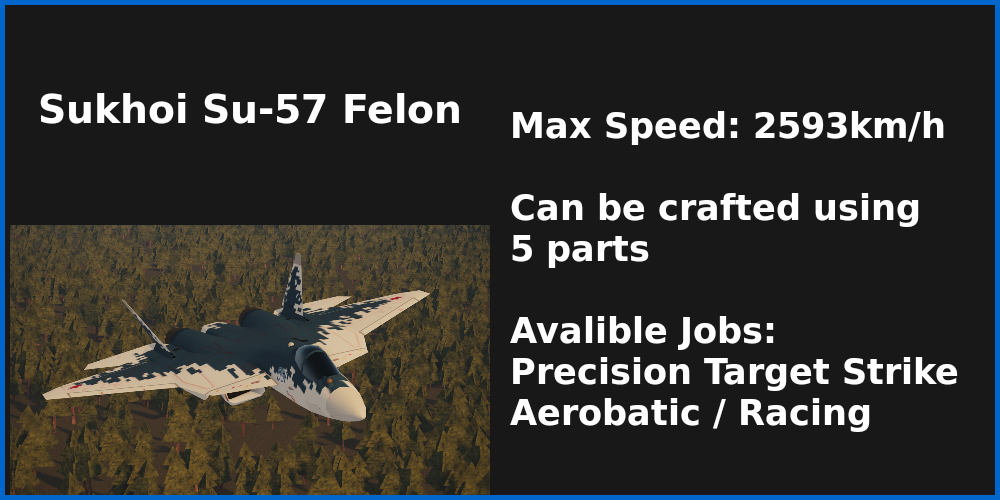 Sukhoi Su-57 Felon
Max Speed: 2593km/h
Can be crafted using
5 parts
Avalible Jobs:
Precision Target Strike
Aerobatic / Racing